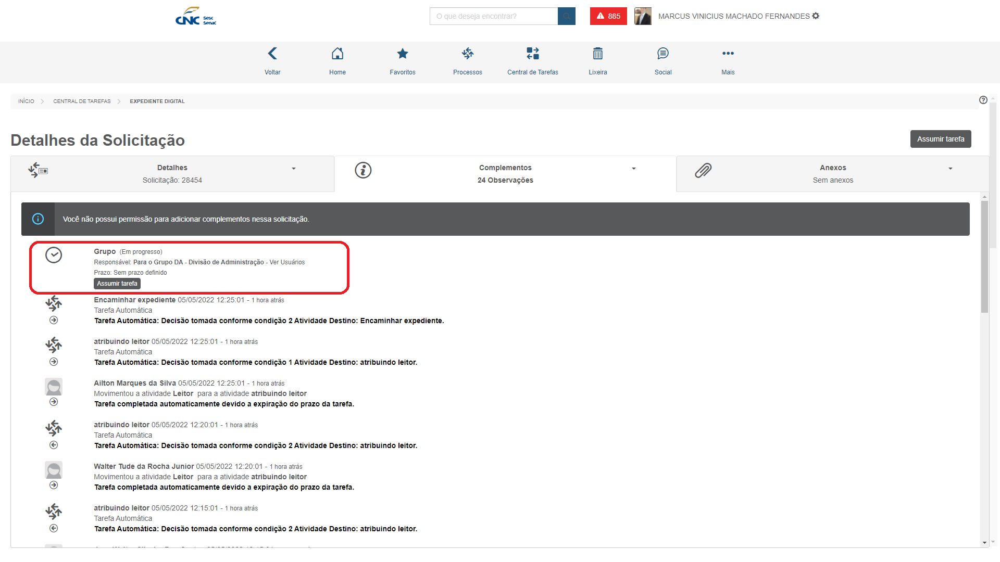 CNC Sesc
Senac
O que deseja encontrar?
885
MARCUS VINICIUS MACHADO FERNANDES
Voltar
Home
Favoritos
Processos
Central de Tarefas
Lixeira
Social
Mais
INÍCIO
CENTRAL DE TAREFAS
EXPEDIENTE DIGITAL
Detalhes da Solicitação
Assumir tarefa
Detalhes
Solicitação: 28454
Complementos
24 Observações
Anexos
Sem anexos
Você não possui permissão para adicionar complementos nessa solicitação.
Grupo (Em progresso)
Responsável: Para o Grupo DA - Divisão de Administração - Ver Usuários
Prazo: Sem prazo definido
Assumir tarefa
Encaminhar expediente 05/05/2022 12:25:01 - 1 hora atrás
Tarefa Automática
Tarefa Automática: Decisão tomada conforme condição 2 Atividade Destino: Encaminhar expediente.
atribuindo leitor 05/05/2022 12:25:01 - 1 hora atrás
Tarefa Automática
Tarefa Automática: Decisão tomada conforme condição 1 Atividade Destino: atribuindo leitor.
Ailton Marques da Silva 05/05/2022 12:25:01 - 1 hora atrás
Movimentou a atividade Leitor para a atividade atribuindo leitor
Tarefa completada automaticamente devido a expiração do prazo da tarefa.
atribuindo leitor 05/05/2022 12:20:01 - 1 hora atrás
Tarefa Automática
Tarefa Automática: Decisão tomada conforme condição 2 Atividade Destino: atribuindo leitor.
Walter Tude da Rocha Junior 05/05/2022 12:20:01 - 1 hora atrás
Movimentou a atividade Leitor para a atividade atribuindo leitor
Tarefa completada automaticamente devido a expiração do prazo da tarefa.
atribuindo leitor 05/05/2022 12:15:01 - 1 hora atrás
Tarefa Automática
Tarefa Automática: Decisão tomada conforme condição 2 Atividade Destino: atribuindo leitor.